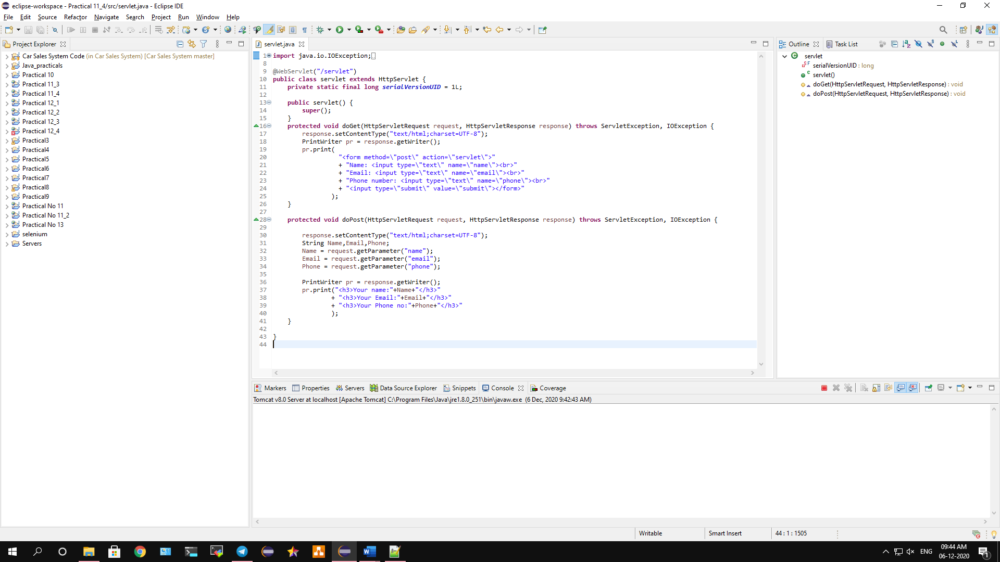 eclipse-workspace - Practical 11_4/src/servlet.java - Eclipse IDE
File Edit Source Refactor Navigate Search Project Run Window Help
Project Explorer
Car Sales System Code (in Car Sales System) [Car Sales System master]
Java_practicals
Practical 10
Practical 11_3
Practical 11_4
Practical 12_1
Practical 12_2
Practical 12_3
Practical 12_4
Practical3
Practical4
Practical5
Practical6
Practical7
Practical8
Practical9
Practical No 11
Practical No 11_2
Practical No 13
selenium
Servers
servlet.java
1 import java.io.IOException;
8
9 @WebServlet("/servlet")
10 public class servlet extends HttpServlet {
11     private static final long serialVersionUID = 1L;
12
13     public servlet() {
14         super();
15     }
16     protected void doGet(HttpServletRequest request, HttpServletResponse response) throws ServletException, IOException {
17         response.setContentType("text/html;charset=UTF-8");
18         PrintWriter pr = response.getWriter();
19         pr.print(
20                   "<form method=\"post\" action=\"servlet\">"
21                   + "Name: <input type=\"text\" name=\"name\"><br>"
22                   + "Email: <input type=\"text\" name=\"email\"><br>"
23                   + "Phone number: <input type=\"text\" name=\"phone\"><br>"
24                   + "<input type=\"submit\" value=\"submit\"></form>"
25                 );
26     }
27
28     protected void doPost(HttpServletRequest request, HttpServletResponse response) throws ServletException, IOException {
29
30         response.setContentType("text/html;charset=UTF-8");
31         String Name,Email,Phone;
32         Name = request.getParameter("name");
33         Email = request.getParameter("email");
34         Phone = request.getParameter("phone");
35
36         PrintWriter pr = response.getWriter();
37         pr.print("<h3>Your name:"+Name+"</h3>"
38                 + "<h3>Your Email:"+Email+"</h3>"
39                 + "<h3>Your Phone no:"+Phone+"</h3>"
40                 );
41     }
42
43 }
44
Outline Task List
servlet
serialVersionUID : long
servlet()
doGet(HttpServletRequest, HttpServletResponse) : void
doPost(HttpServletRequest, HttpServletResponse) : void
Markers Properties Servers Data Source Explorer Snippets Console Coverage
Tomcat v8.0 Server at localhost [Apache Tomcat] C:\Program Files\Java\jre1.8.0_251\bin\javaw.exe (6 Dec, 2020 9:42:43 AM)
Writable Smart Insert 44 : 1 : 1505
ENG
09:44 AM
06-12-2020
1